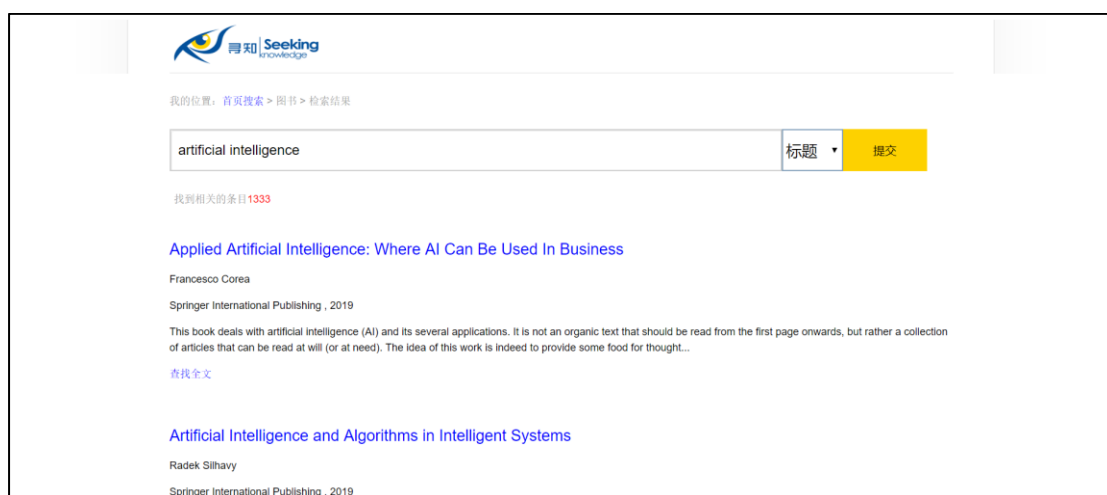 寻知 Seeking
knowledge
我的位置：首页搜索 > 图书 > 检索结果
artificial intelligence 标题 提交
找到相关的条目1333
Applied Artificial Intelligence: Where AI Can Be Used In Business
Francesco Corea
Springer International Publishing , 2019
This book deals with artificial intelligence (AI) and its several applications. It is not an organic text that should be read from the first page onwards, but rather a collection
of articles that can be read at will (or at need). The idea of this work is indeed to provide some food for thought...
查找全文
Artificial Intelligence and Algorithms in Intelligent Systems
Radek Silhavy
Springer International Publishing , 2019